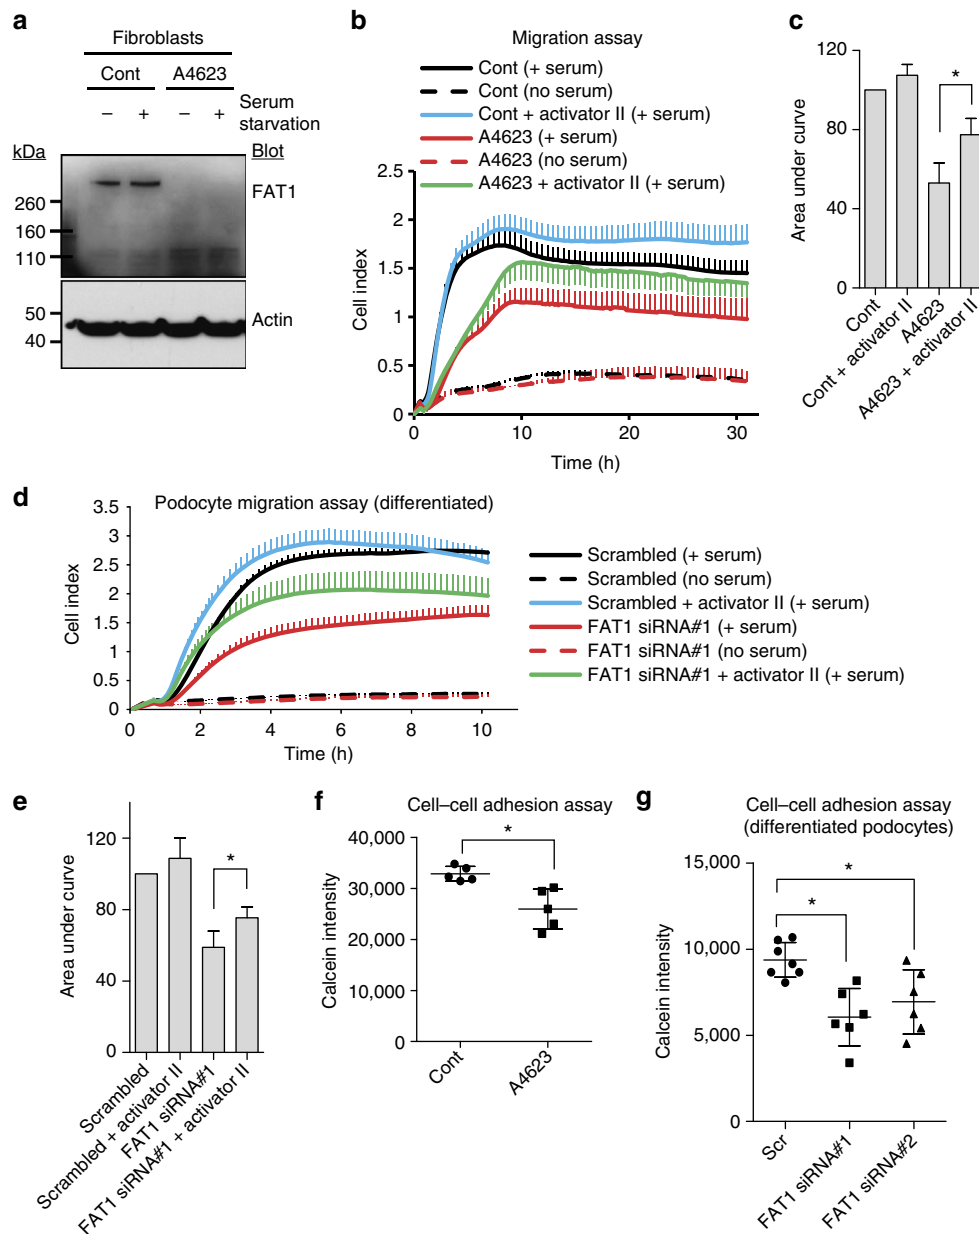 a
Fibroblasts
Cont A4623
– + – + Serum starvation
kDa
Blot
FAT1
260
160
110
50
40
Actin
b
Migration assay
Cont (+ serum)
Cont (no serum)
Cont + activator II (+ serum)
A4623 (+ serum)
A4623 (no serum)
A4623 + activator II (+ serum)
2.5
2
1.5
1
0.5
0
Cell index
0 10 20 30
Time (h)
c
120
80
40
0
Area under curve
*
Cont
Cont + activator II
A4623
A4623 + activator II
d
Podocyte migration assay (differentiated)
3.5
3
2.5
2
1.5
1
0.5
0
Cell index
0 2 4 6 8 10
Time (h)
Scrambled (+ serum)
Scrambled (no serum)
Scrambled + activator II (+ serum)
FAT1 siRNA#1 (+ serum)
FAT1 siRNA#1 (no serum)
FAT1 siRNA#1 + activator II (+ serum)
e
120
80
40
0
Area under curve
*
Scrambled
Scrambled + activator II
FAT1 siRNA#1
FAT1 siRNA#1 + activator II
f
Cell–cell adhesion assay
40,000
30,000
20,000
10,000
0
Calcein intensity
*
Cont
A4623
g
Cell–cell adhesion assay
(differentiated podocytes)
15,000
10,000
5,000
0
Calcein intensity
*
*
Scr
FAT1 siRNA#1
FAT1 siRNA#2